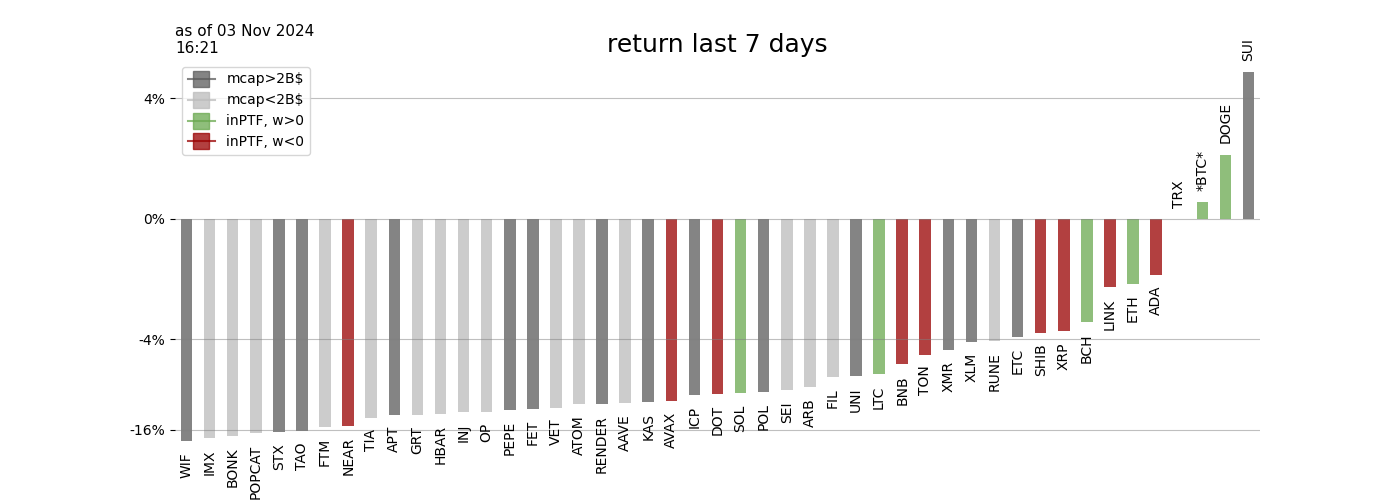 as of 03 Nov 2024
16:21
return last 7 days
mcap>2B$
mcap<2B$
inPTF, w>0
inPTF, w<0
4%
0%
-4%
-16%
WIF
IMX
BONK
POPCAT
STX
TAO
FTM
NEAR
TIA
APT
GRT
HBAR
INJ
OP
PEPE
FET
VET
ATOM
RENDER
AAVE
KAS
AVAX
ICP
DOT
SOL
POL
SEI
ARB
FIL
UNI
LTC
BNB
TON
XMR
XLM
RUNE
ETC
SHIB
XRP
BCH
LINK
ETH
ADA
TRX
*BTC*
DOGE
SUI